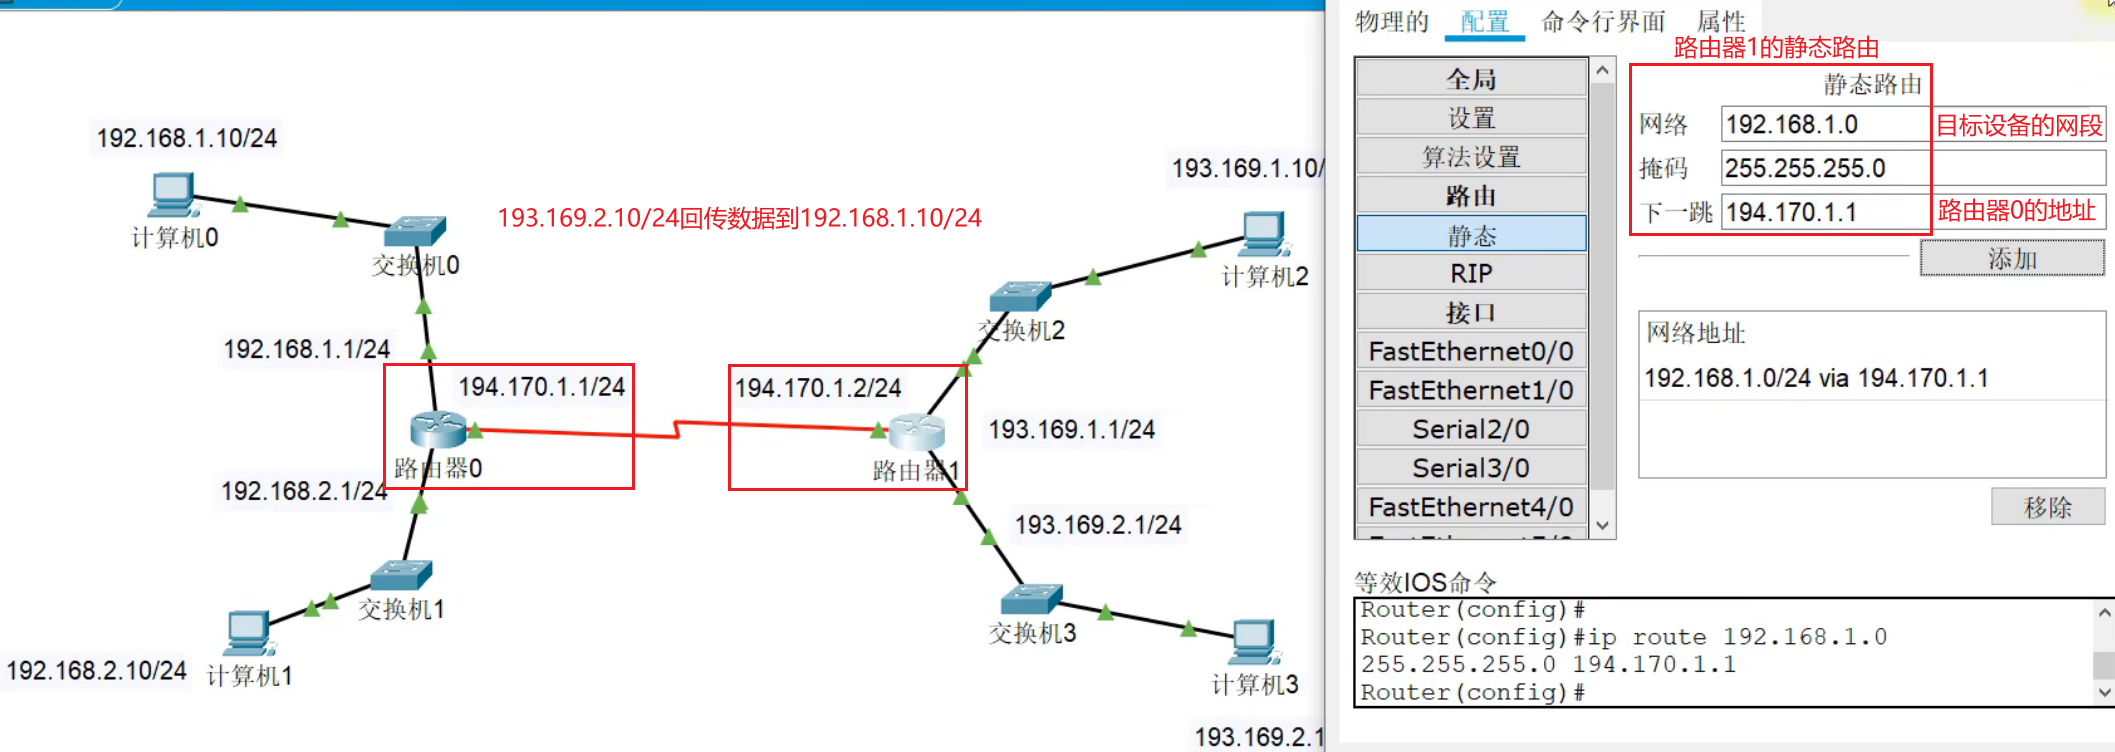 192.168.1.10/24
计算机0
交换机0
193.169.2.10/24回传数据到192.168.1.10/24
193.169.1.10/
计算机2
交换机2
192.168.1.1/24
194.170.1.1/24
194.170.1.2/24
193.169.1.1/24
路由器0
路由器1
192.168.2.1/24
193.169.2.1/24
交换机1
交换机3
192.168.2.10/24
计算机1
计算机3
193.169.2.1
物理的 配置 命令行界面 属性
路由器1的静态路由
全局
设置
算法设置
路由
静态
RIP
接口
FastEthernet0/0
FastEthernet1/0
Serial2/0
Serial3/0
FastEthernet4/0
静态路由
网络 192.168.1.0 目标设备的网段
掩码 255.255.255.0
下一跳 194.170.1.1 路由器0的地址
添加
网络地址
192.168.1.0/24 via 194.170.1.1
移除
等效IOS命令
Router(config)#
Router(config)#ip route 192.168.1.0
255.255.255.0 194.170.1.1
Router(config)#